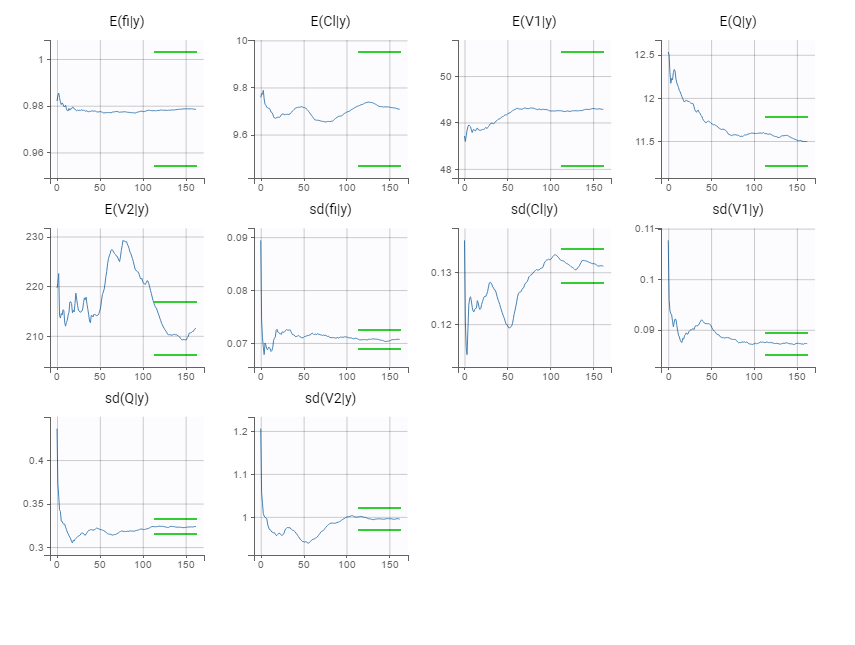 E(fi|y) E(Cl|y) E(V1|y) E(Q|y)
1 10 50 12.5
0.98 9.8 49 12
0.96 9.6 48 11.5
0 50 100 150 0 50 100 150 0 50 100 150 0 50 100 150
E(V2|y) sd(fi|y) sd(Cl|y) sd(V1|y)
230 0.09 0.13 0.11
220 0.08 0.12 0.1
210 0.07 0.09
0 50 100 150 0 50 100 150 0 50 100 150 0 50 100 150
sd(Q|y) sd(V2|y)
0.4 1.2
0.35 1.1
0.3 1
0 50 100 150 0 50 100 150